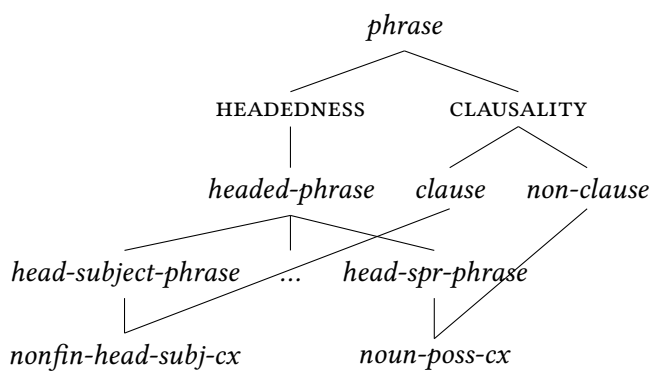 phrase
HEADEDNESS CLAUSALITY
headed-phrase clause non-clause
head-subject-phrase ... head-spr-phrase
nonfin-head-subj-cx noun-poss-cx